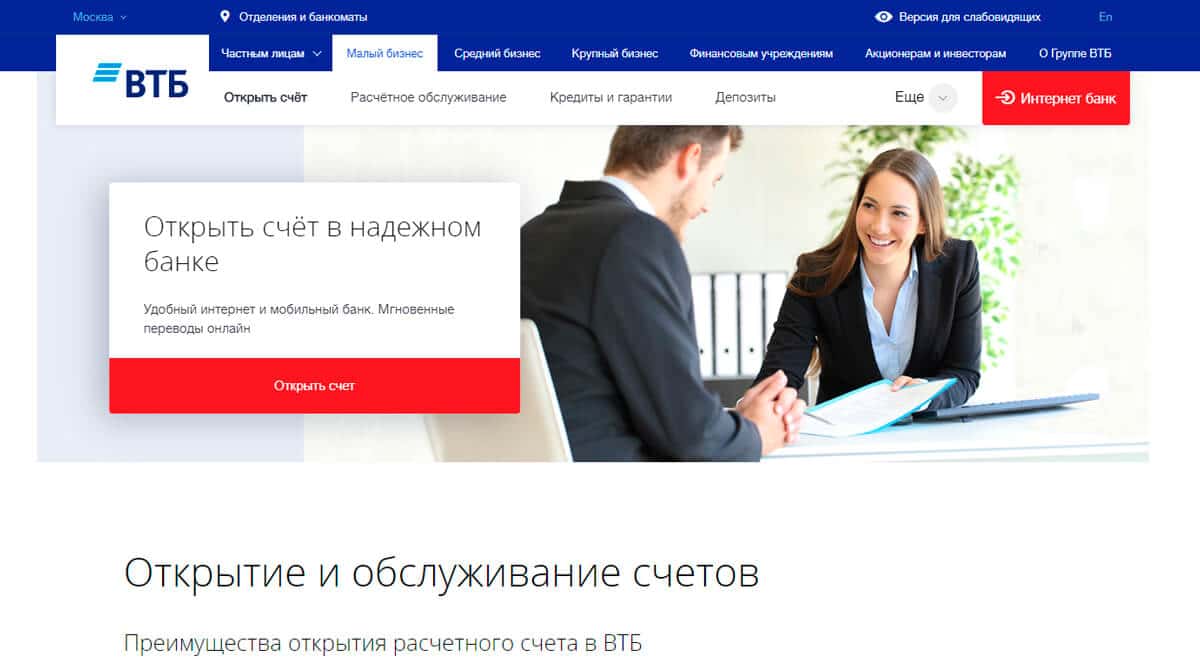 Москва
Отделения и банкоматы
Версия для слабовидящих
En
Частным лицам
Малый бизнес
Средний бизнес
Крупный бизнес
Финансовым учреждениям
Акционерам и инвесторам
О Группе ВТБ
ВТБ
Открыть счёт
Расчётное обслуживание
Кредиты и гарантии
Депозиты
Еще
Интернет банк
Открыть счёт в надежном
банке
Удобный интернет и мобильный банк. Мгновенные
переводы онлайн
Открыть счет
Открытие и обслуживание счетов
Преимущества открытия расчетного счета в ВТБ